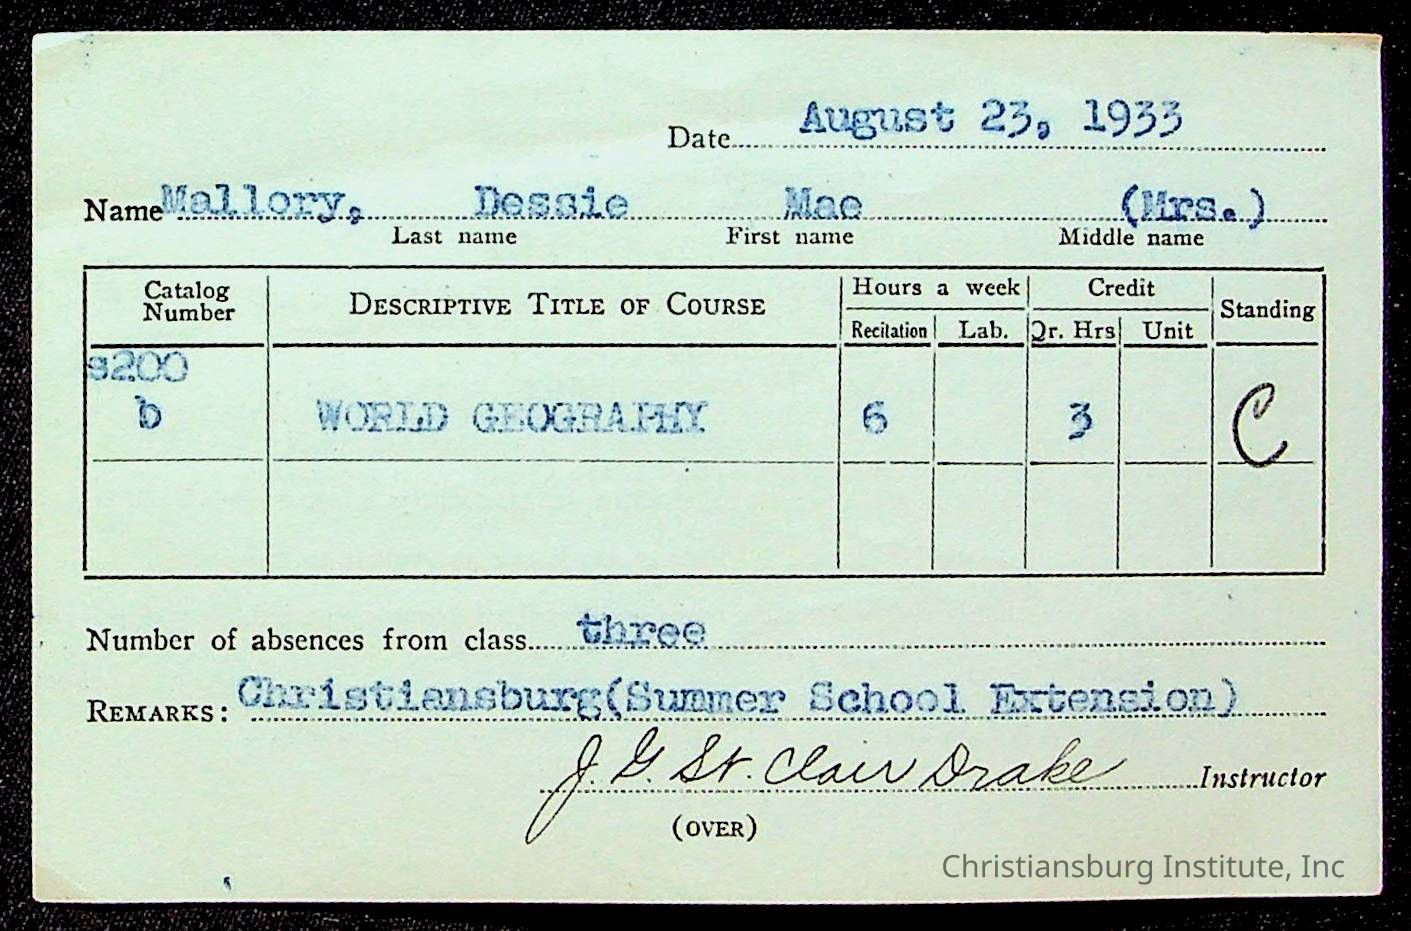 Date August 23, 1933
Name Mallory, Dessie Mae (Mrs.)
Last name First name Middle name
Catalog Number DESCRIPTIVE TITLE OF COURSE Hours a week Credit Standing
Recitation Lab. Qr. Hrs Unit
s200
b WORLD GEOGRAPHY 6 3 C
Number of absences from class three
REMARKS: Christiansburg(Summer School Extension)
J. G. St. Clair Drake Instructor
(OVER)
Christiansburg Institute, Inc